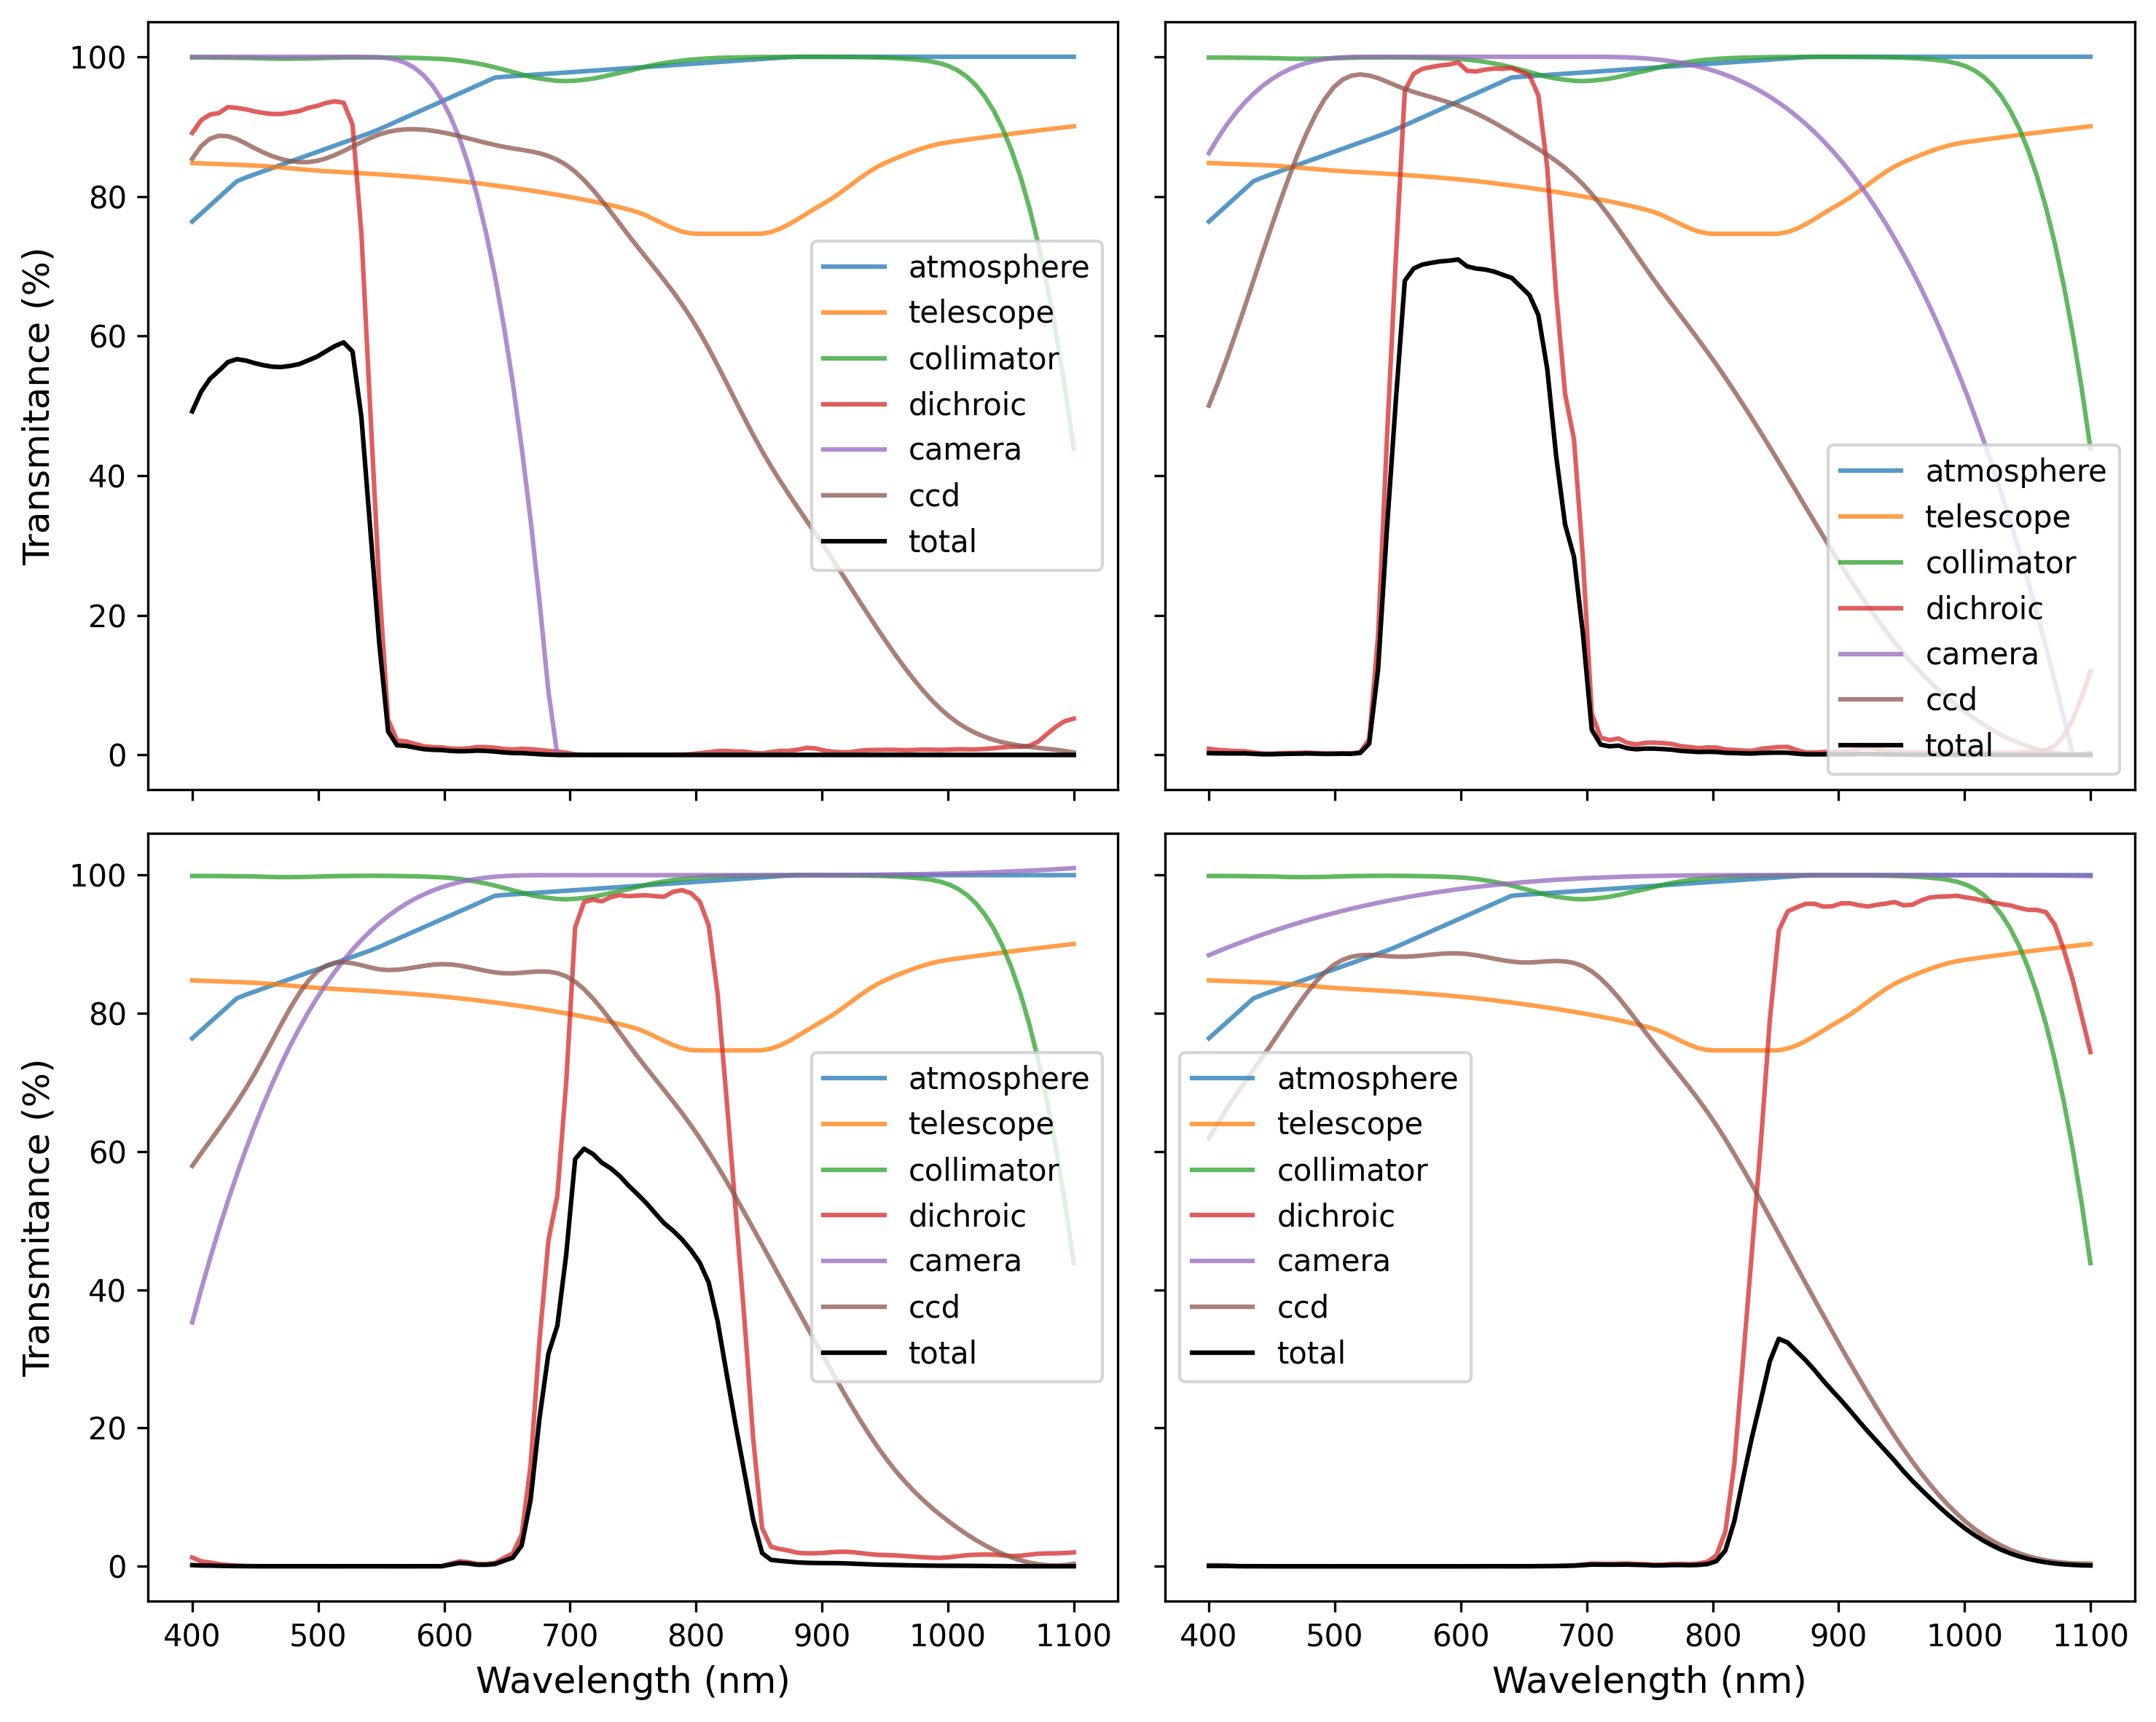 Transmitance (%)
100
80
60
40
20
0
atmosphere
telescope
collimator
dichroic
camera
ccd
total
atmosphere
telescope
collimator
dichroic
camera
ccd
total
Transmitance (%)
100
80
60
40
20
0
atmosphere
telescope
collimator
dichroic
camera
ccd
total
400 500 600 700 800 900 1000 1100
Wavelength (nm)
atmosphere
telescope
collimator
dichroic
camera
ccd
total
400 500 600 700 800 900 1000 1100
Wavelength (nm)